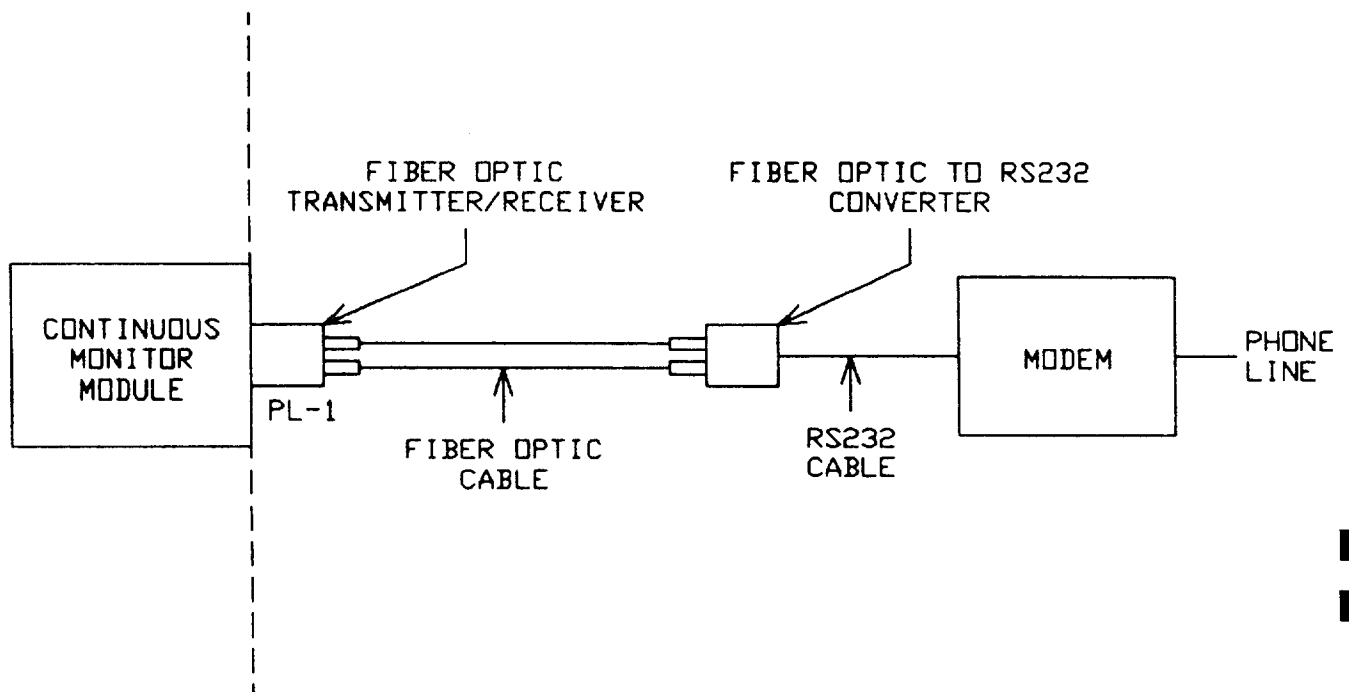 FIBER OPTIC
TRANSMITTER/RECEIVER
FIBER OPTIC TO RS232
CONVERTER
CONTINUOUS
MONITOR
MODULE
PL-1
FIBER OPTIC
CABLE
RS232
CABLE
MODEM
PHONE
LINE